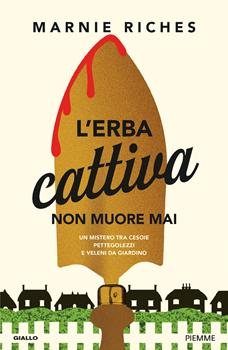 MARNIE RICHES
L'ERBA
cattiva
NON MUORE MAI
UN MISTERO TRA CESOIE
PETTEGOLEZZI
E VELENI DA GIARDINO
GIALLO
PIEMME